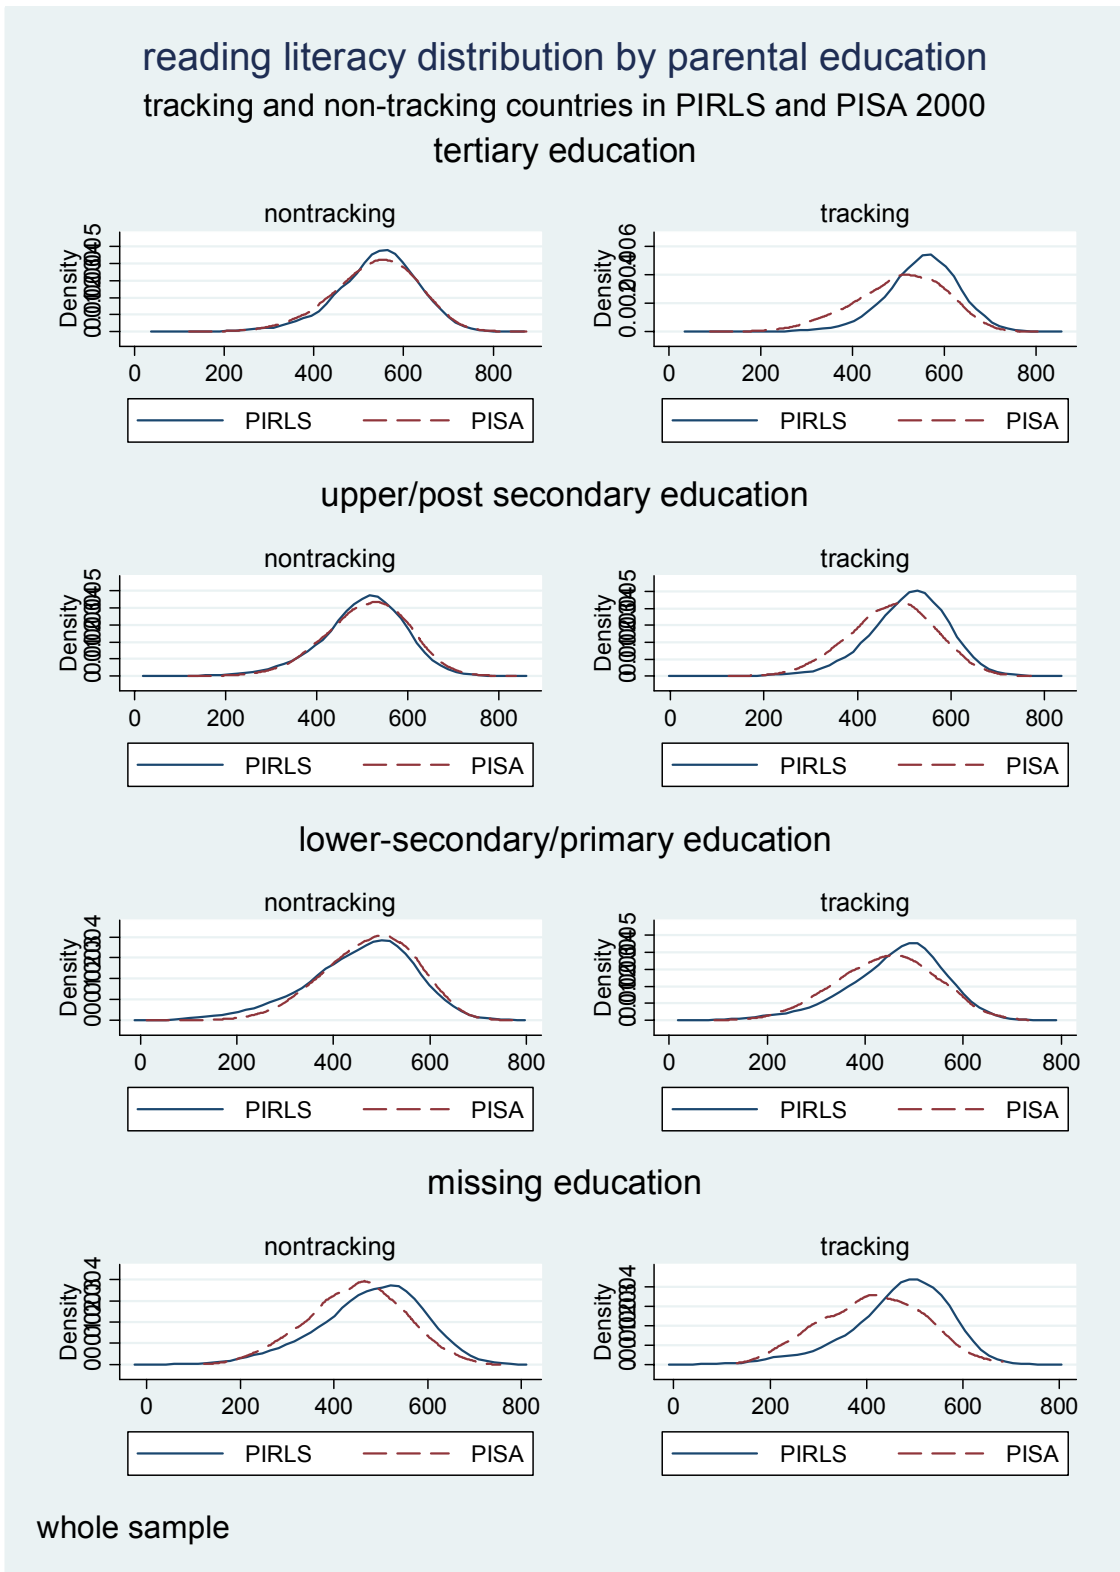 reading literacy distribution by parental education
tracking and non-tracking countries in PIRLS and PISA 2000
tertiary education
nontracking
Density
0 200 400 600 800
PIRLS PISA
tracking
Density
0 200 400 600 800
PIRLS PISA
upper/post secondary education
nontracking
Density
0 200 400 600 800
PIRLS PISA
tracking
Density
0 200 400 600 800
PIRLS PISA
lower-secondary/primary education
nontracking
Density
0 200 400 600 800
PIRLS PISA
tracking
Density
0 200 400 600 800
PIRLS PISA
missing education
nontracking
Density
0 200 400 600 800
PIRLS PISA
tracking
Density
0 200 400 600 800
PIRLS PISA
whole sample